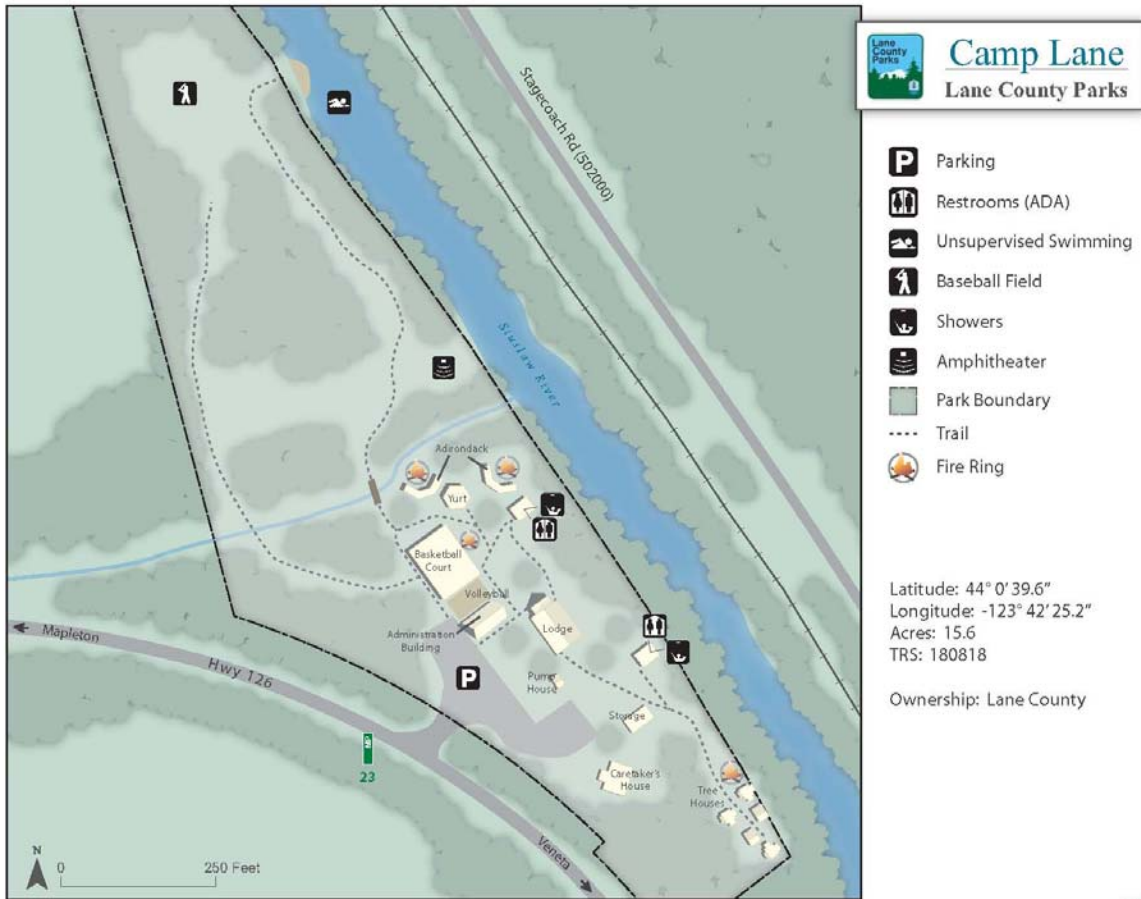 Lane
County
Parks
Camp Lane
Lane County Parks
P Parking
Restrooms (ADA)
Unsupervised Swimming
Baseball Field
Showers
Amphitheater
Park Boundary
Trail
Fire Ring
Latitude: 44° 0' 39.6"
Longitude: -123° 42' 25.2"
Acres: 15.6
TRS: 180818
Ownership: Lane County
Stagecoach Rd (502000)
Siuslaw River
Adirondack
Yurt
Basketball
Court
Volleyball
Administration
Building
Lodge
P
Pump
House
Storage
Caretaker's
House
Tree
Houses
Mapleton
Hwy 126
MP
23
Veneta
N
0 250 Feet